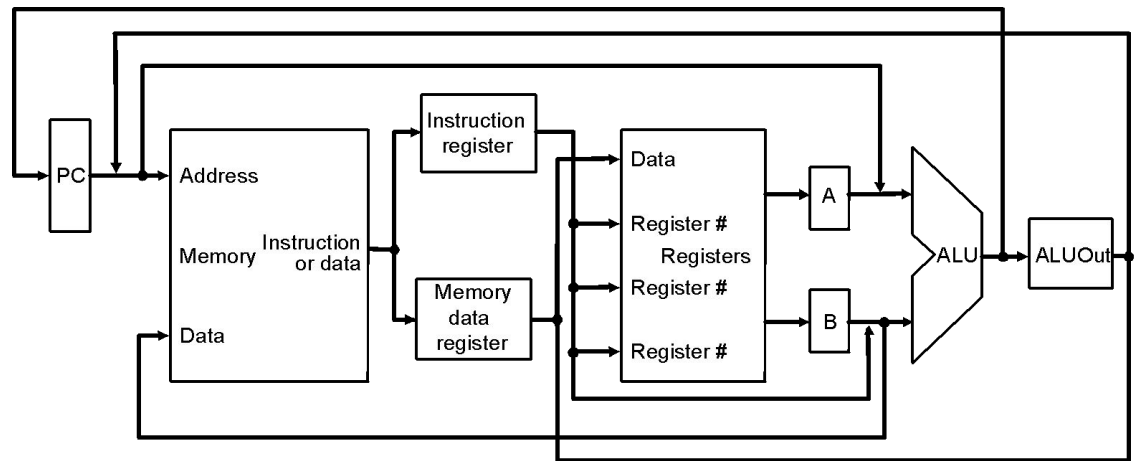 PC
Address
Memory
Instruction
or data
Data
Instruction
register
Memory
data
register
Data
Register #
Registers
Register #
Register #
A
B
ALU
ALUOut